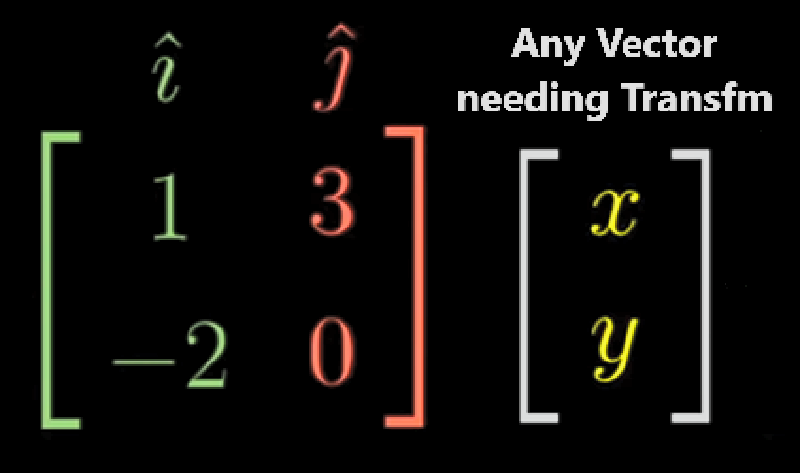 î ĵ
Any Vector
needing Transfm
1 3
-2 0
x
y